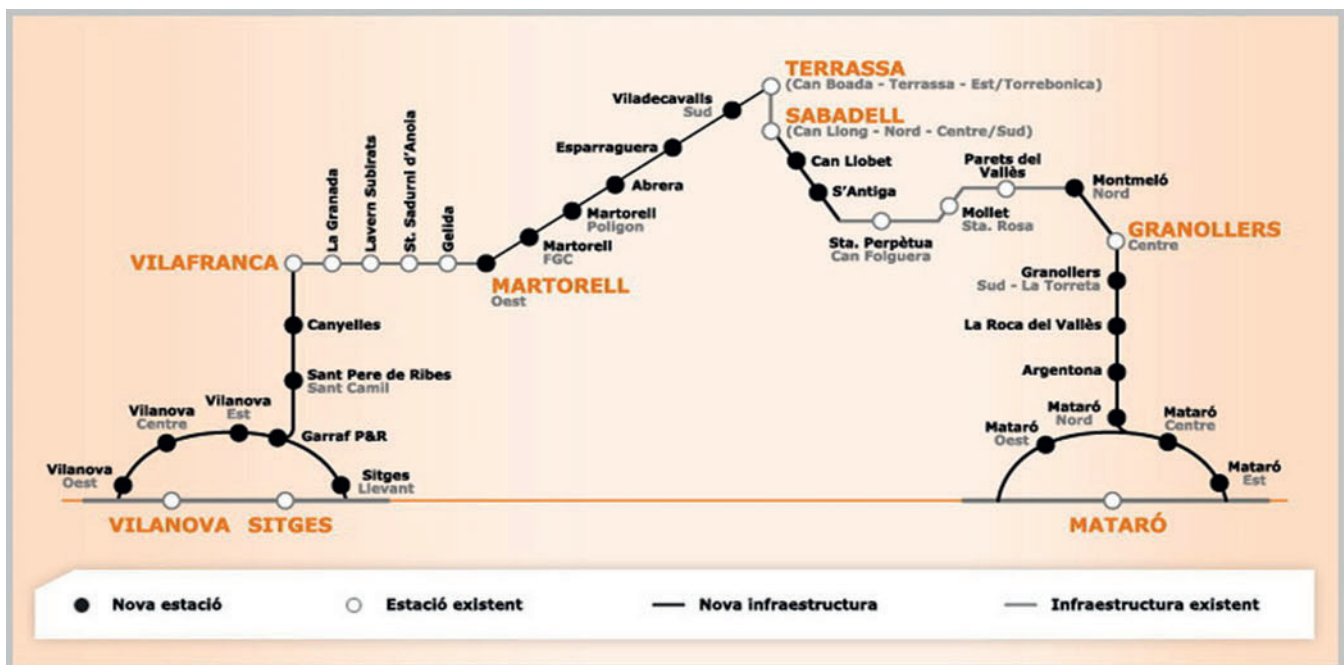 TERRASSA
(Can Boada - Terrassa - Est/Torrebonica)
SABADELL
(Can Llong - Nord - Centre/Sud)
Viladecavalls
Sud
Esparraguera
Abrera
Martorell
Poligon
Martorell
FGC
MARTORELL
Oest
Gelida
St. Sadurní d'Anoia
Lavern Subirats
La Granada
VILAFRANCA
Canyelles
Sant Pere de Ribes
Sant Camil
Garraf P&R
Vilanova
Est
Vilanova
Centre
Vilanova
Oest
Sitges
Llevant
VILANOVA
SITGES
Can Llobet
S'Antiga
Sta. Perpètua
Can Folguera
Mollet
Sta. Rosa
Parets del
Vallès
Montmeló
Nord
GRANOLLERS
Centre
Granollers
Sud - La Torreta
La Roca del Vallès
Argentona
Mataró
Nord
Mataró
Oest
Mataró
Centre
Mataró
Est
MATARÓ
Nova estació
Estació existent
Nova infraestructura
Infraestructura existent